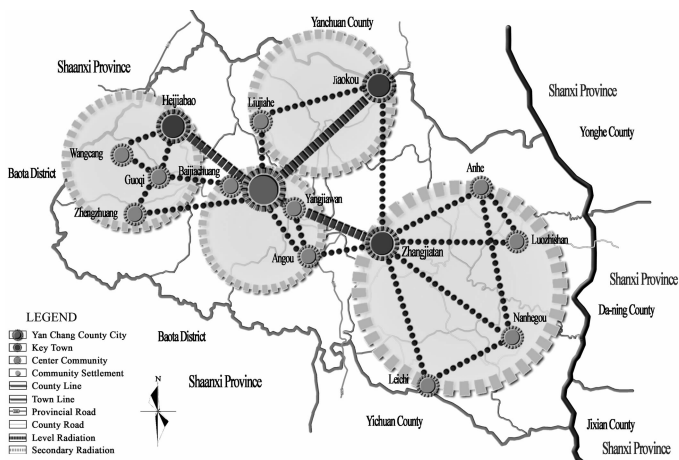 Yanchuan County
Shaanxi Province
Jiaokou
Shanxi Province
Heijiabao
Liujiahe
Yonghe County
Wangcang
Anhe
Baota District
Guoqi
Baijiachuang
Yangjiawan
Zhengzhuang
Luozhishan
Zhangjiatan
Angou
Shanxi Province
Da-ning County
LEGEND
Yan Chang County City
Key Town
Center Community
Community Settlement
County Line
Town Line
Provincial Road
County Road
Level Radiation
Secondary Radiation
Baota District
Nanhegou
Shaanxi Province
Leichi
Yichuan County
Jixian County
Shanxi Province